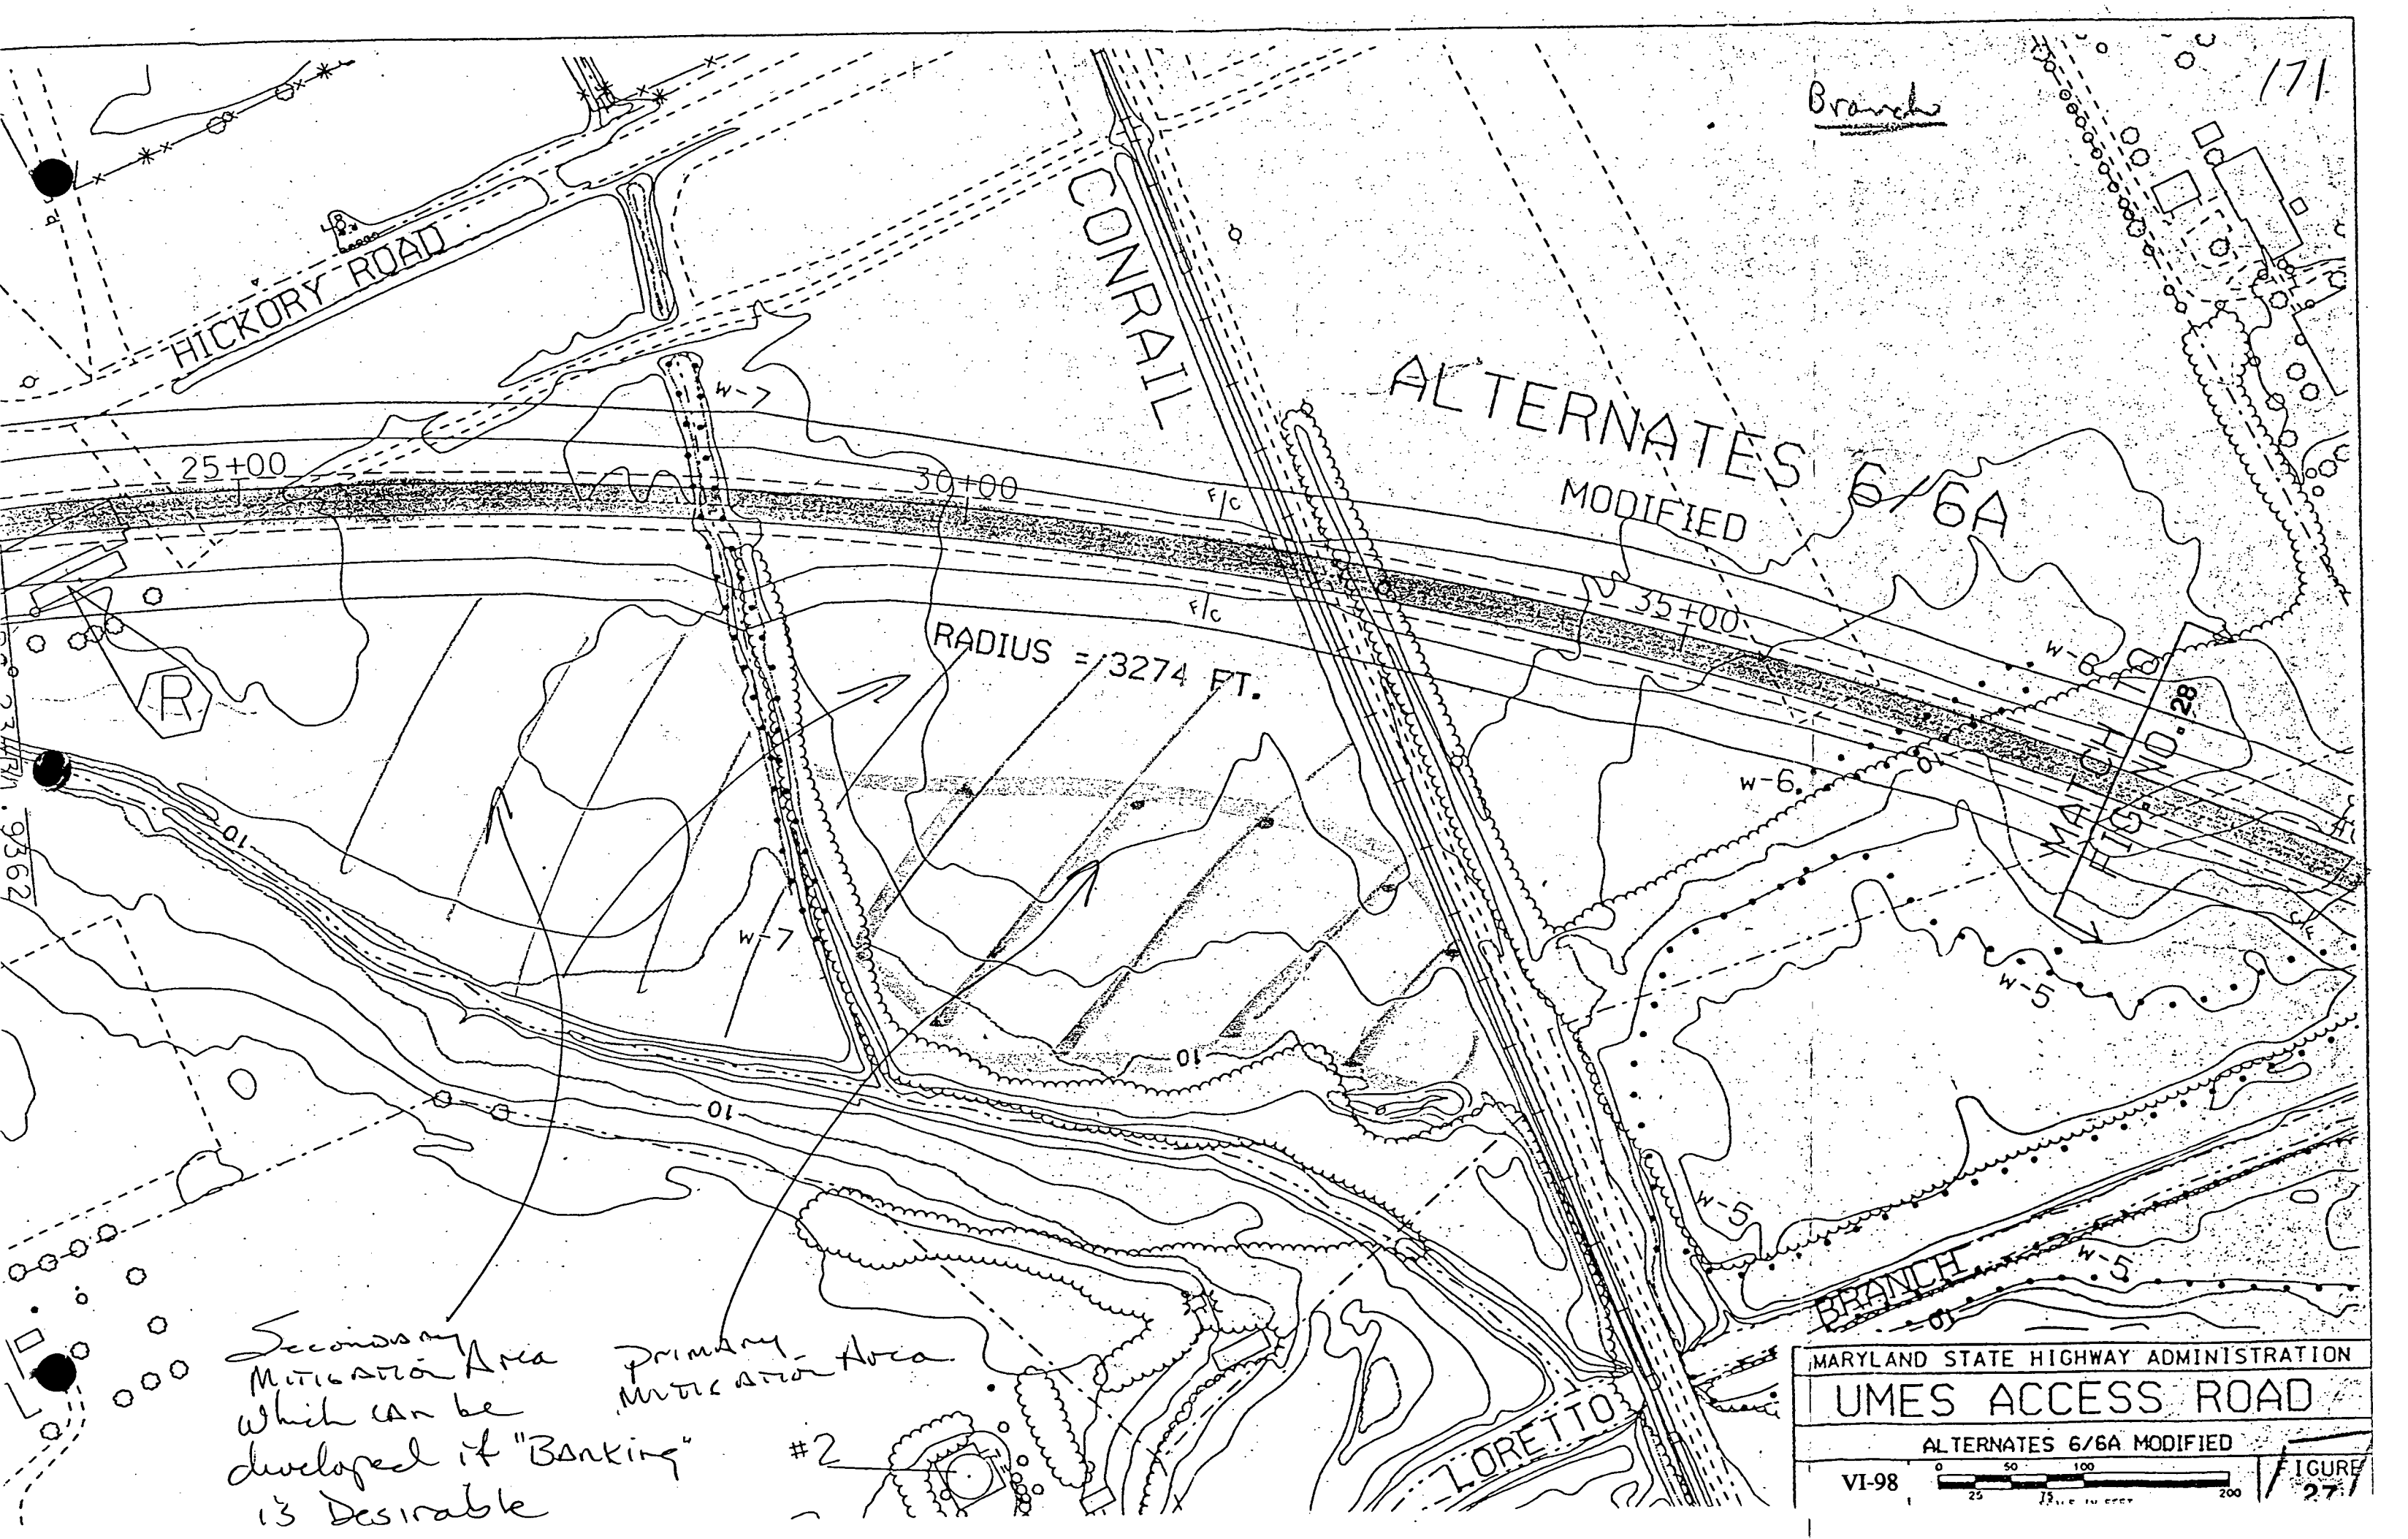 171
Branch
CONRAIL
HICKORY ROAD
W-7
ALTERNATES 6/6A
MODIFIED
25+00
30+00
F/C
F/C
35+00
RADIUS = 3274 FT.
R
W-6
W-6
MATCH TO
FIG. NO. 28
10
10
9362
W-7
W-5
C/F
10
10
W-5
W-5
BRANCH
10
LORETTO
Secondary
Mitigation Area
which can be
developed if "Banking"
is Desirable
Primary
Mitigation Area
#2
MARYLAND STATE HIGHWAY ADMINISTRATION
UMES ACCESS ROAD
ALTERNATES 6/6A MODIFIED
VI-98
0 50 100
25 75 200
FIGURE
27